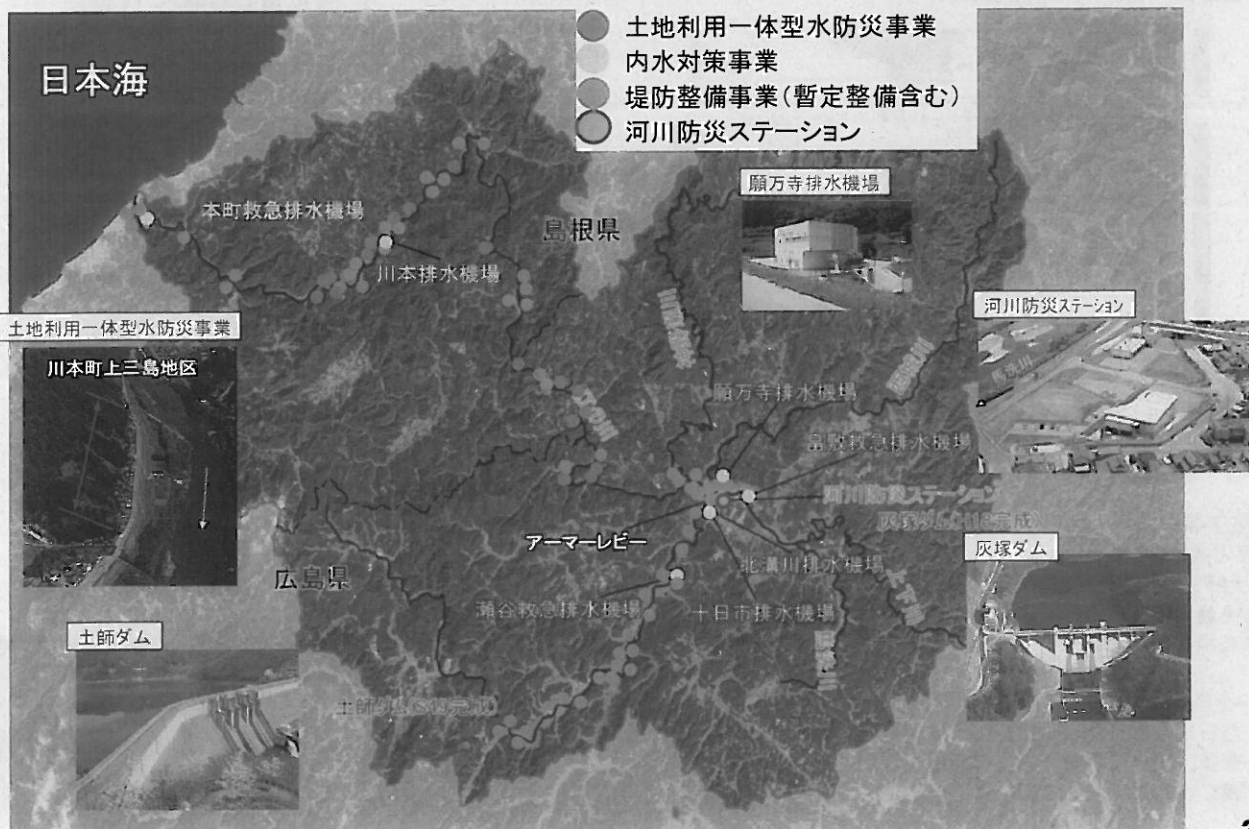 土地利用一体型水防災事業
内水対策事業
堤防整備事業(暫定整備含む)
河川防災ステーション
日本海
願万寺排水機場
本町救急排水機場
島根県
川本排水機場
河川防災ステーション
土地利用一体型水防災事業
川本町上三島地区
願万寺排水機場
畠敷救急排水機場
河川防災ステーション
アーマーレビー
灰塚ダム
北溝川排水機場
広島県
瀬谷救急排水機場
十日市排水機場
上下川
土師ダム